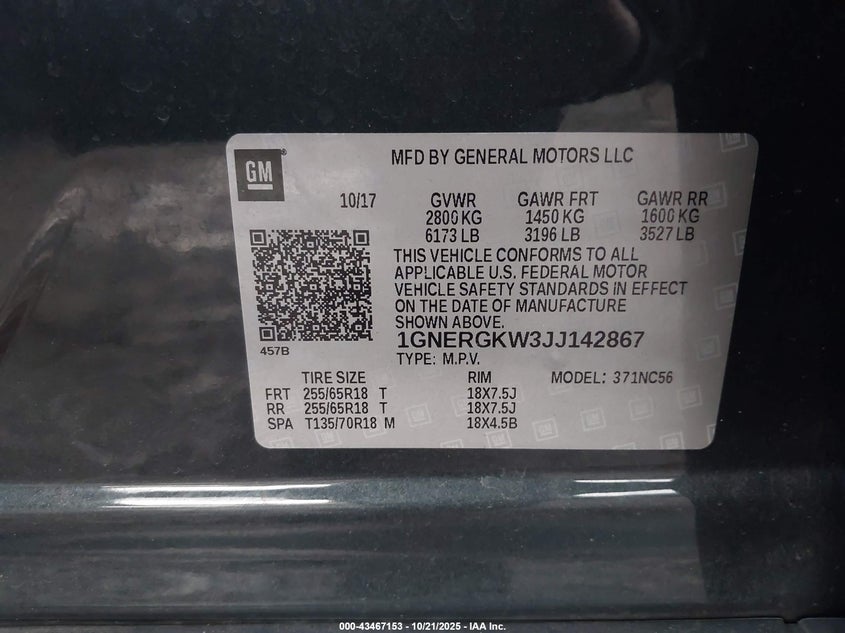 GM®
MFD BY GENERAL MOTORS LLC
10/17 GVWR GAWR FRT GAWR RR
2800 KG 1450 KG 1600 KG
6173 LB 3196 LB 3527 LB
THIS VEHICLE CONFORMS TO ALL
APPLICABLE U.S. FEDERAL MOTOR
VEHICLE SAFETY STANDARDS IN EFFECT
ON THE DATE OF MANUFACTURE
SHOWN ABOVE.
1GNERGKW3JJ142867
457B
TYPE: M.P.V.
TIRE SIZE RIM MODEL: 371NC56
FRT 255/65R18 T 18X7.5J
RR 255/65R18 T 18X7.5J
SPA T135/70R18 M 18X4.5B
000-43467153 - 10/21/2025 - IAA Inc.